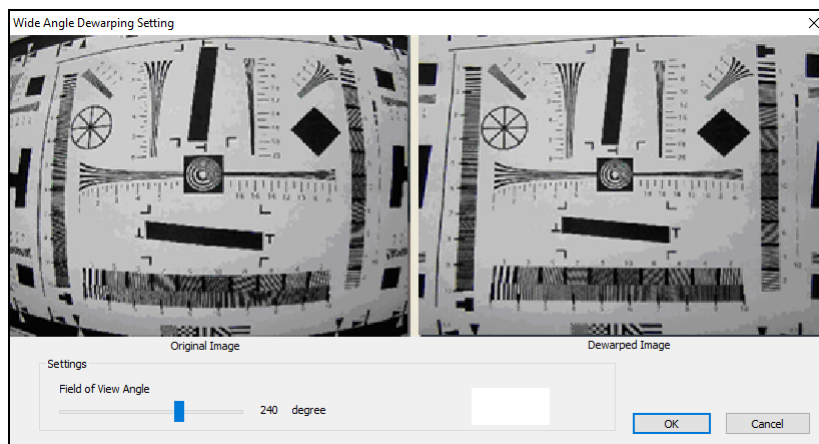 Wide Angle Dewarping Setting
Original Image
Dewarped Image
Settings
Field of View Angle
240 degree
OK
Cancel